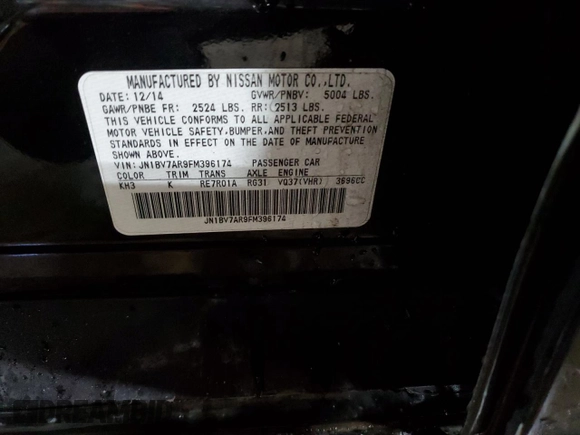 MANUFACTURED BY NISSAN MOTOR CO.,LTD.
DATE: 12/14 GVWR/PNBV: 5004 LBS.
GAWR/PNBE FR: 2524 LBS. RR: 2513 LBS.
THIS VEHICLE CONFORMS TO ALL APPLICABLE FEDERAL
MOTOR VEHICLE SAFETY,BUMPER,AND THEFT PREVENTION
STANDARDS IN EFFECT ON THE DATE OF MANUFACTURE
SHOWN ABOVE.
VIN: JN1BV7AR9FM396174 PASSENGER CAR
COLOR TRIM TRANS AXLE ENGINE
KH3 K RE7R01A RG31 VQ37(VHR) 3696CC
JN1BV7AR9FM396174